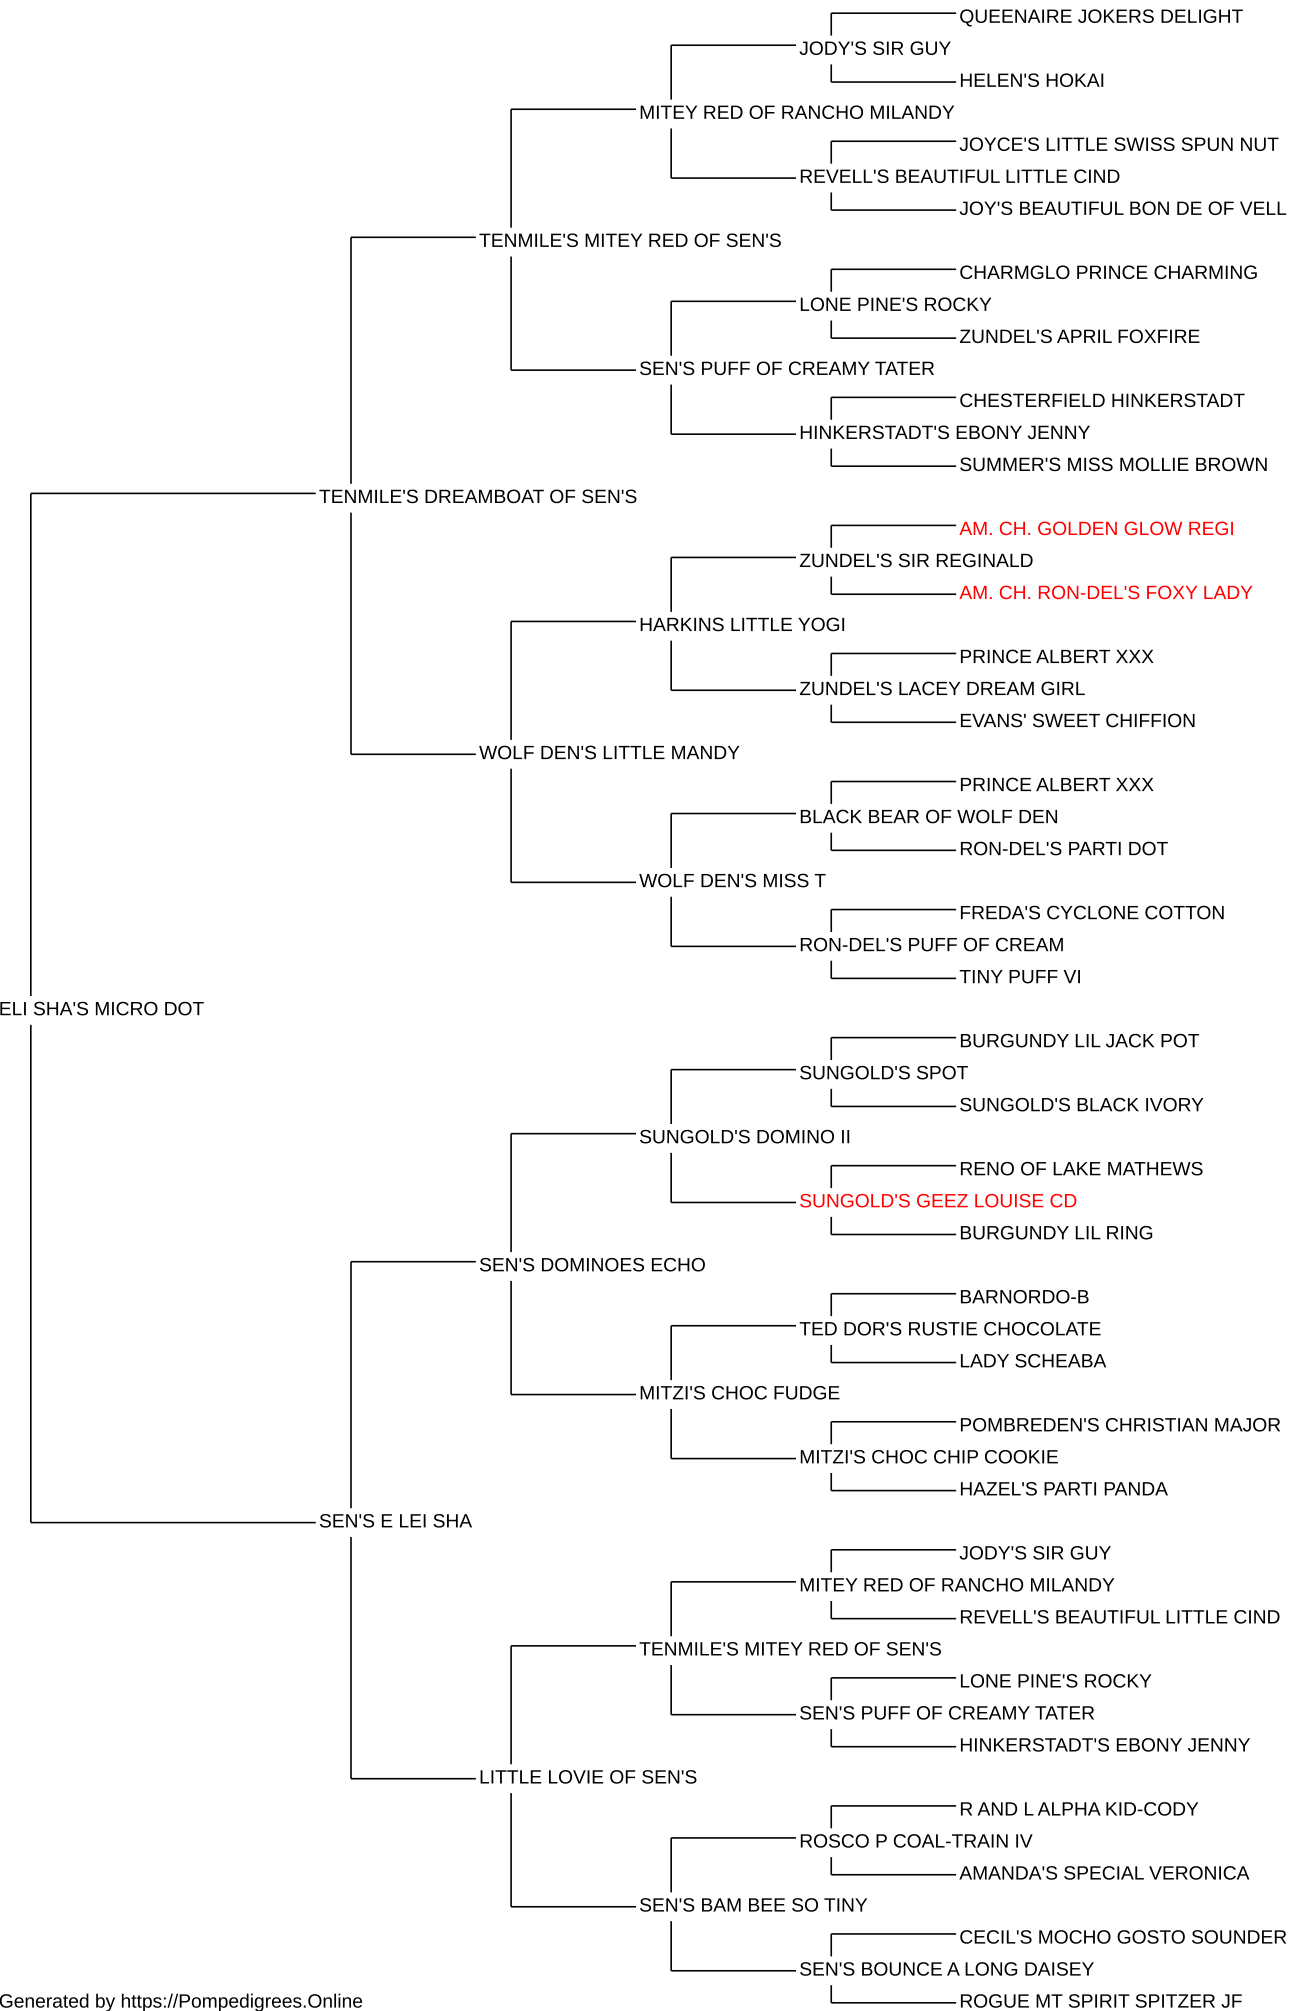 QUEENAIRE JOKERS DELIGHT
JODY'S SIR GUY
HELEN'S HOKAI
MITEY RED OF RANCHO MILANDY
JOYCE'S LITTLE SWISS SPUN NUT
REVELL'S BEAUTIFUL LITTLE CIND
JOY'S BEAUTIFUL BON DE OF VELL
TENMILE'S MITEY RED OF SEN'S
CHARMGLO PRINCE CHARMING
LONE PINE'S ROCKY
ZUNDEL'S APRIL FOXFIRE
SEN'S PUFF OF CREAMY TATER
CHESTERFIELD HINKERSTADT
HINKERSTADT'S EBONY JENNY
SUMMER'S MISS MOLLIE BROWN
TENMILE'S DREAMBOAT OF SEN'S
AM. CH. GOLDEN GLOW REGI
ZUNDEL'S SIR REGINALD
AM. CH. RON-DEL'S FOXY LADY
HARKINS LITTLE YOGI
PRINCE ALBERT XXX
ZUNDEL'S LACEY DREAM GIRL
EVANS' SWEET CHIFFION
WOLF DEN'S LITTLE MANDY
PRINCE ALBERT XXX
BLACK BEAR OF WOLF DEN
RON-DEL'S PARTI DOT
WOLF DEN'S MISS T
FREDA'S CYCLONE COTTON
RON-DEL'S PUFF OF CREAM
TINY PUFF VI
ELI SHA'S MICRO DOT
BURGUNDY LIL JACK POT
SUNGOLD'S SPOT
SUNGOLD'S BLACK IVORY
SUNGOLD'S DOMINO II
RENO OF LAKE MATHEWS
SUNGOLD'S GEEZ LOUISE CD
BURGUNDY LIL RING
SEN'S DOMINOES ECHO
BARNORDO-B
TED DOR'S RUSTIE CHOCOLATE
LADY SCHEABA
MITZI'S CHOC FUDGE
POMBREDEN'S CHRISTIAN MAJOR
MITZI'S CHOC CHIP COOKIE
HAZEL'S PARTI PANDA
SEN'S E LEI SHA
JODY'S SIR GUY
MITEY RED OF RANCHO MILANDY
REVELL'S BEAUTIFUL LITTLE CIND
TENMILE'S MITEY RED OF SEN'S
LONE PINE'S ROCKY
SEN'S PUFF OF CREAMY TATER
HINKERSTADT'S EBONY JENNY
LITTLE LOVIE OF SEN'S
R AND L ALPHA KID-CODY
ROSCO P COAL-TRAIN IV
AMANDA'S SPECIAL VERONICA
SEN'S BAM BEE SO TINY
CECIL'S MOCHO GOSTO SOUNDER
SEN'S BOUNCE A LONG DAISEY
ROGUE MT SPIRIT SPITZER JF
Generated by https://Pompedigrees.Online